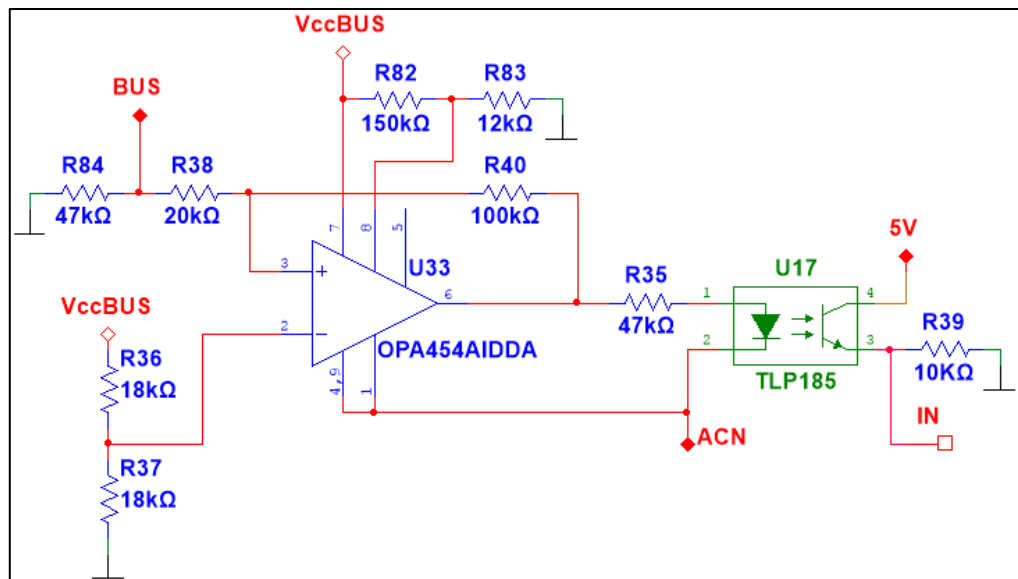 VccBUS
R82
R83
BUS
150kΩ
12kΩ
R84
R38
R40
47kΩ
20kΩ
100kΩ
7
8
5
5V
U33
U17
3
+
6
R35
1
4
VccBUS
2
−
47kΩ
2
3
R39
OPA454AIDDA
R36
4,9
1
TLP185
10KΩ
18kΩ
IN
ACN
R37
18kΩ